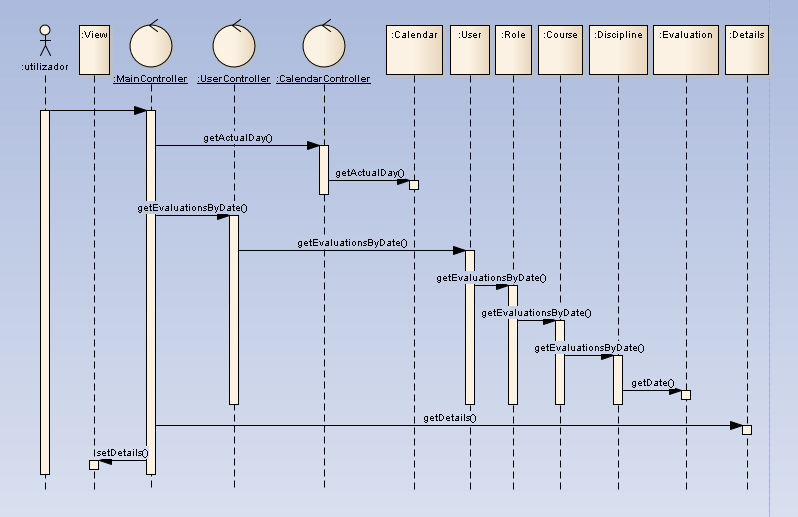 :utilizador
:View
:MainController
:UserController
:CalendarController
:Calendar
:User
:Role
:Course
:Discipline
:Evaluation
:Details
getActualDay()
getActualDay()
getEvaluationsByDate()
getEvaluationsByDate()
getEvaluationsByDate()
getEvaluationsByDate()
getEvaluationsByDate()
getDate()
getDetails()
setDetails()